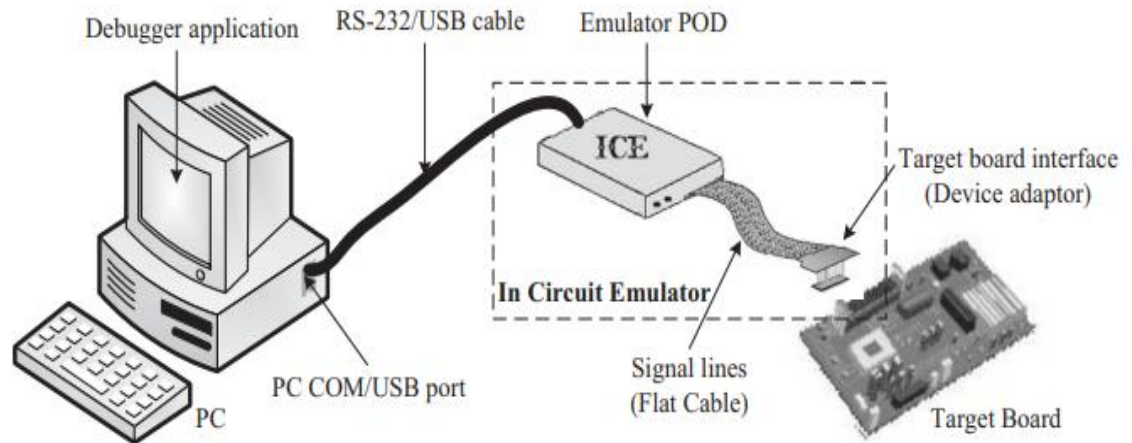 Debugger application
RS-232/USB cable
Emulator POD
ICE
Target board interface
(Device adaptor)
In Circuit Emulator
Signal lines
(Flat Cable)
PC COM/USB port
PC
Target Board